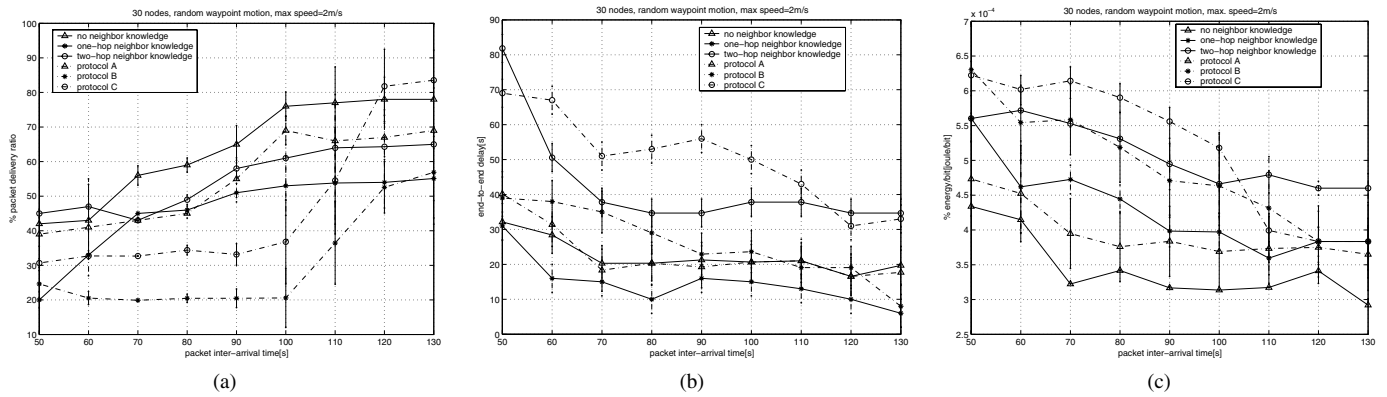 30 nodes, random waypoint motion, max speed=2m/s
100
90
80
70
60
50
40
30
20
10
% packet delivery ratio
no neighbor knowledge
one-hop neighbor knowledge
two-hop neighbor knowledge
protocol A
protocol B
protocol C
50 60 70 80 90 100 110 120 130
packet inter-arrival time[s]
(a)
30 nodes, random waypoint motion, max speed=2m/s
90
80
70
60
50
40
30
20
10
0
end-to-end delay[s]
no neighbor knowledge
one-hop neighbor knowledge
two-hop neighbor knowledge
protocol A
protocol B
protocol C
50 60 70 80 90 100 110 120 130
packet inter-arrival time[s]
(b)
30 nodes, random waypoint motion, max. speed=2m/s
x 10-4
7
6.5
6
5.5
5
4.5
4
3.5
3
2.5
% energy/bit[joule/bit]
no neighbor knowledge
one-hop neighbor knowledge
two-hop neighbor knowledge
protocol A
protocol B
protocol C
50 60 70 80 90 100 110 120 130
packet inter-arrival time[s]
(c)